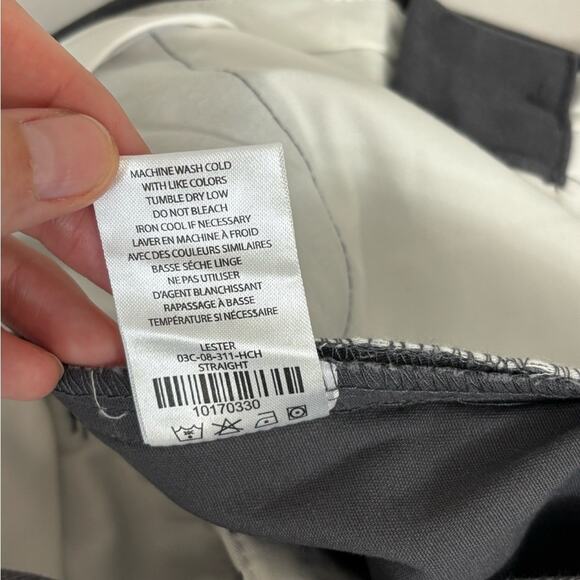 MACHINE WASH COLD
WITH LIKE COLORS
TUMBLE DRY LOW
DO NOT BLEACH
IRON COOL IF NECESSARY
LAVER EN MACHINE À FROID
AVEC DES COULEURS SIMILAIRES
BASSE SÉCHE LINGE
NE PAS UTILISER
D'AGENT BLANCHISSANT
RAPASSAGE À BASSE
TEMPÉRATURE SI NÉCESSAIRE
LESTER
03C-08-311-HCH
STRAIGHT
10170330